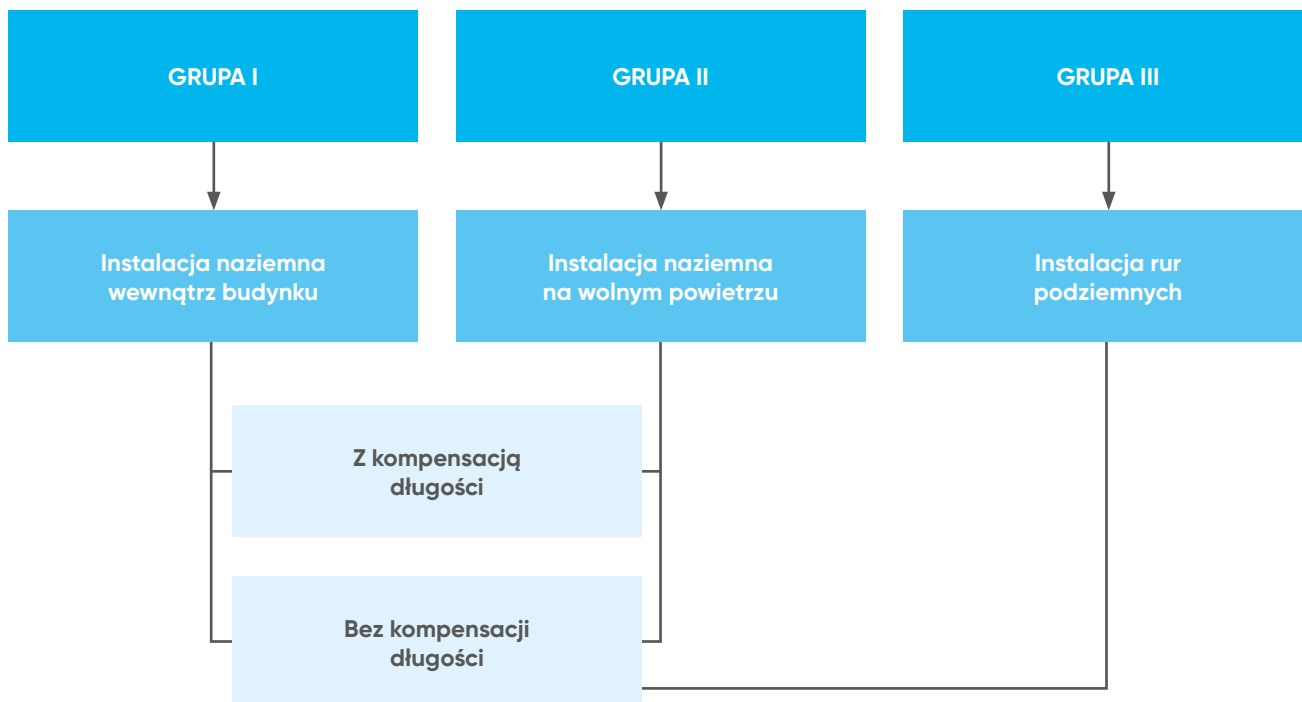 GRUPA I
GRUPA II
GRUPA III
Instalacja naziemna
wewnątrz budynku
Instalacja naziemna
na wolnym powietrzu
Instalacja rur
podziemnych
Z kompensacją
długości
Bez kompensacji
długości